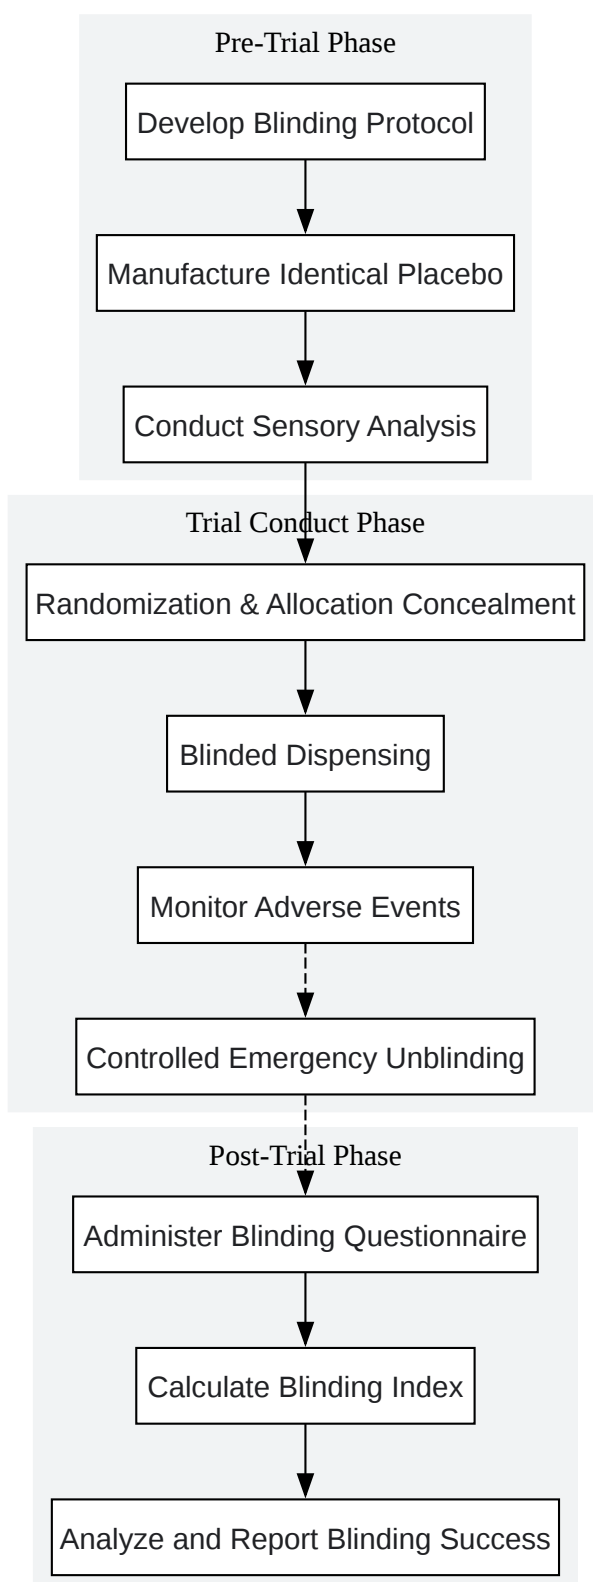 Pre-Trial Phase
Develop Blinding Protocol
Manufacture Identical Placebo
Conduct Sensory Analysis
Trial Conduct Phase
Randomization & Allocation Concealment
Blinded Dispensing
Monitor Adverse Events
Controlled Emergency Unblinding
Post-Trial Phase
Administer Blinding Questionnaire
Calculate Blinding Index
Analyze and Report Blinding Success